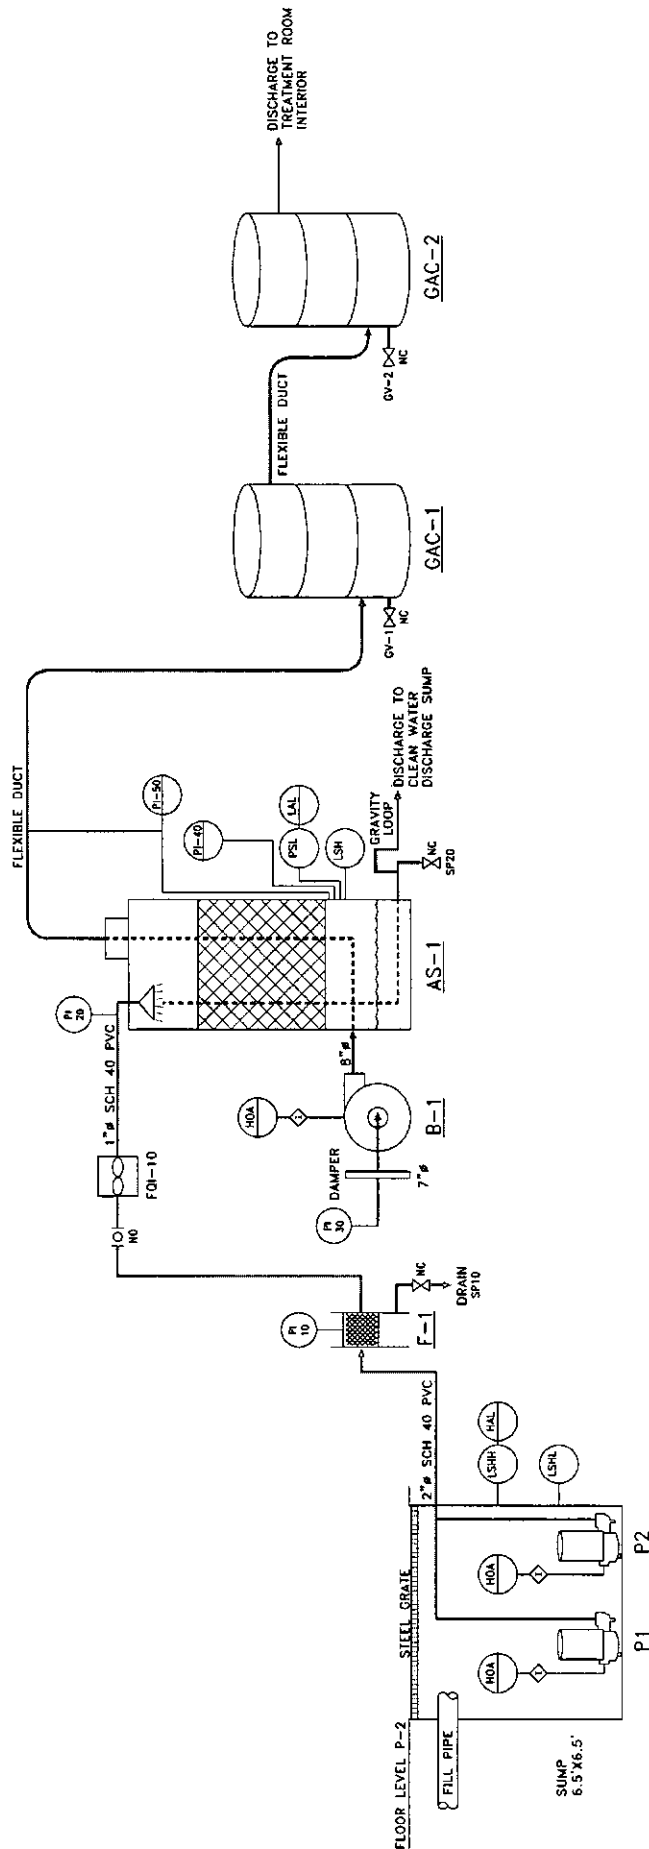 FLOOR LEVEL P-2
STEEL GRATE
FILL PIPE
SUMP
6.5'X6.5'
HOA
I
P1
HOA
I
P2
LSHH
HAL
LSHL
2"ø SCH 40 PVC
PI
10
F-1
NC
DRAIN
SP10
NO
FQI-10
1"ø SCH 40 PVC
PI
20
PI
30
DAMPER
7"ø
HOA
I
B-1
8"ø
AS-1
FLEXIBLE DUCT
PI-50
PI-40
PSL
LAL
LSH
GRAVITY
LOOP
NC
SP20
DISCHARGE TO
CLEAN WATER
DISCHARGE SUMP
GV-1
NC
GAC-1
FLEXIBLE DUCT
GV-2
NC
GAC-2
DISCHARGE TO
TREATMENT ROOM
INTERIOR